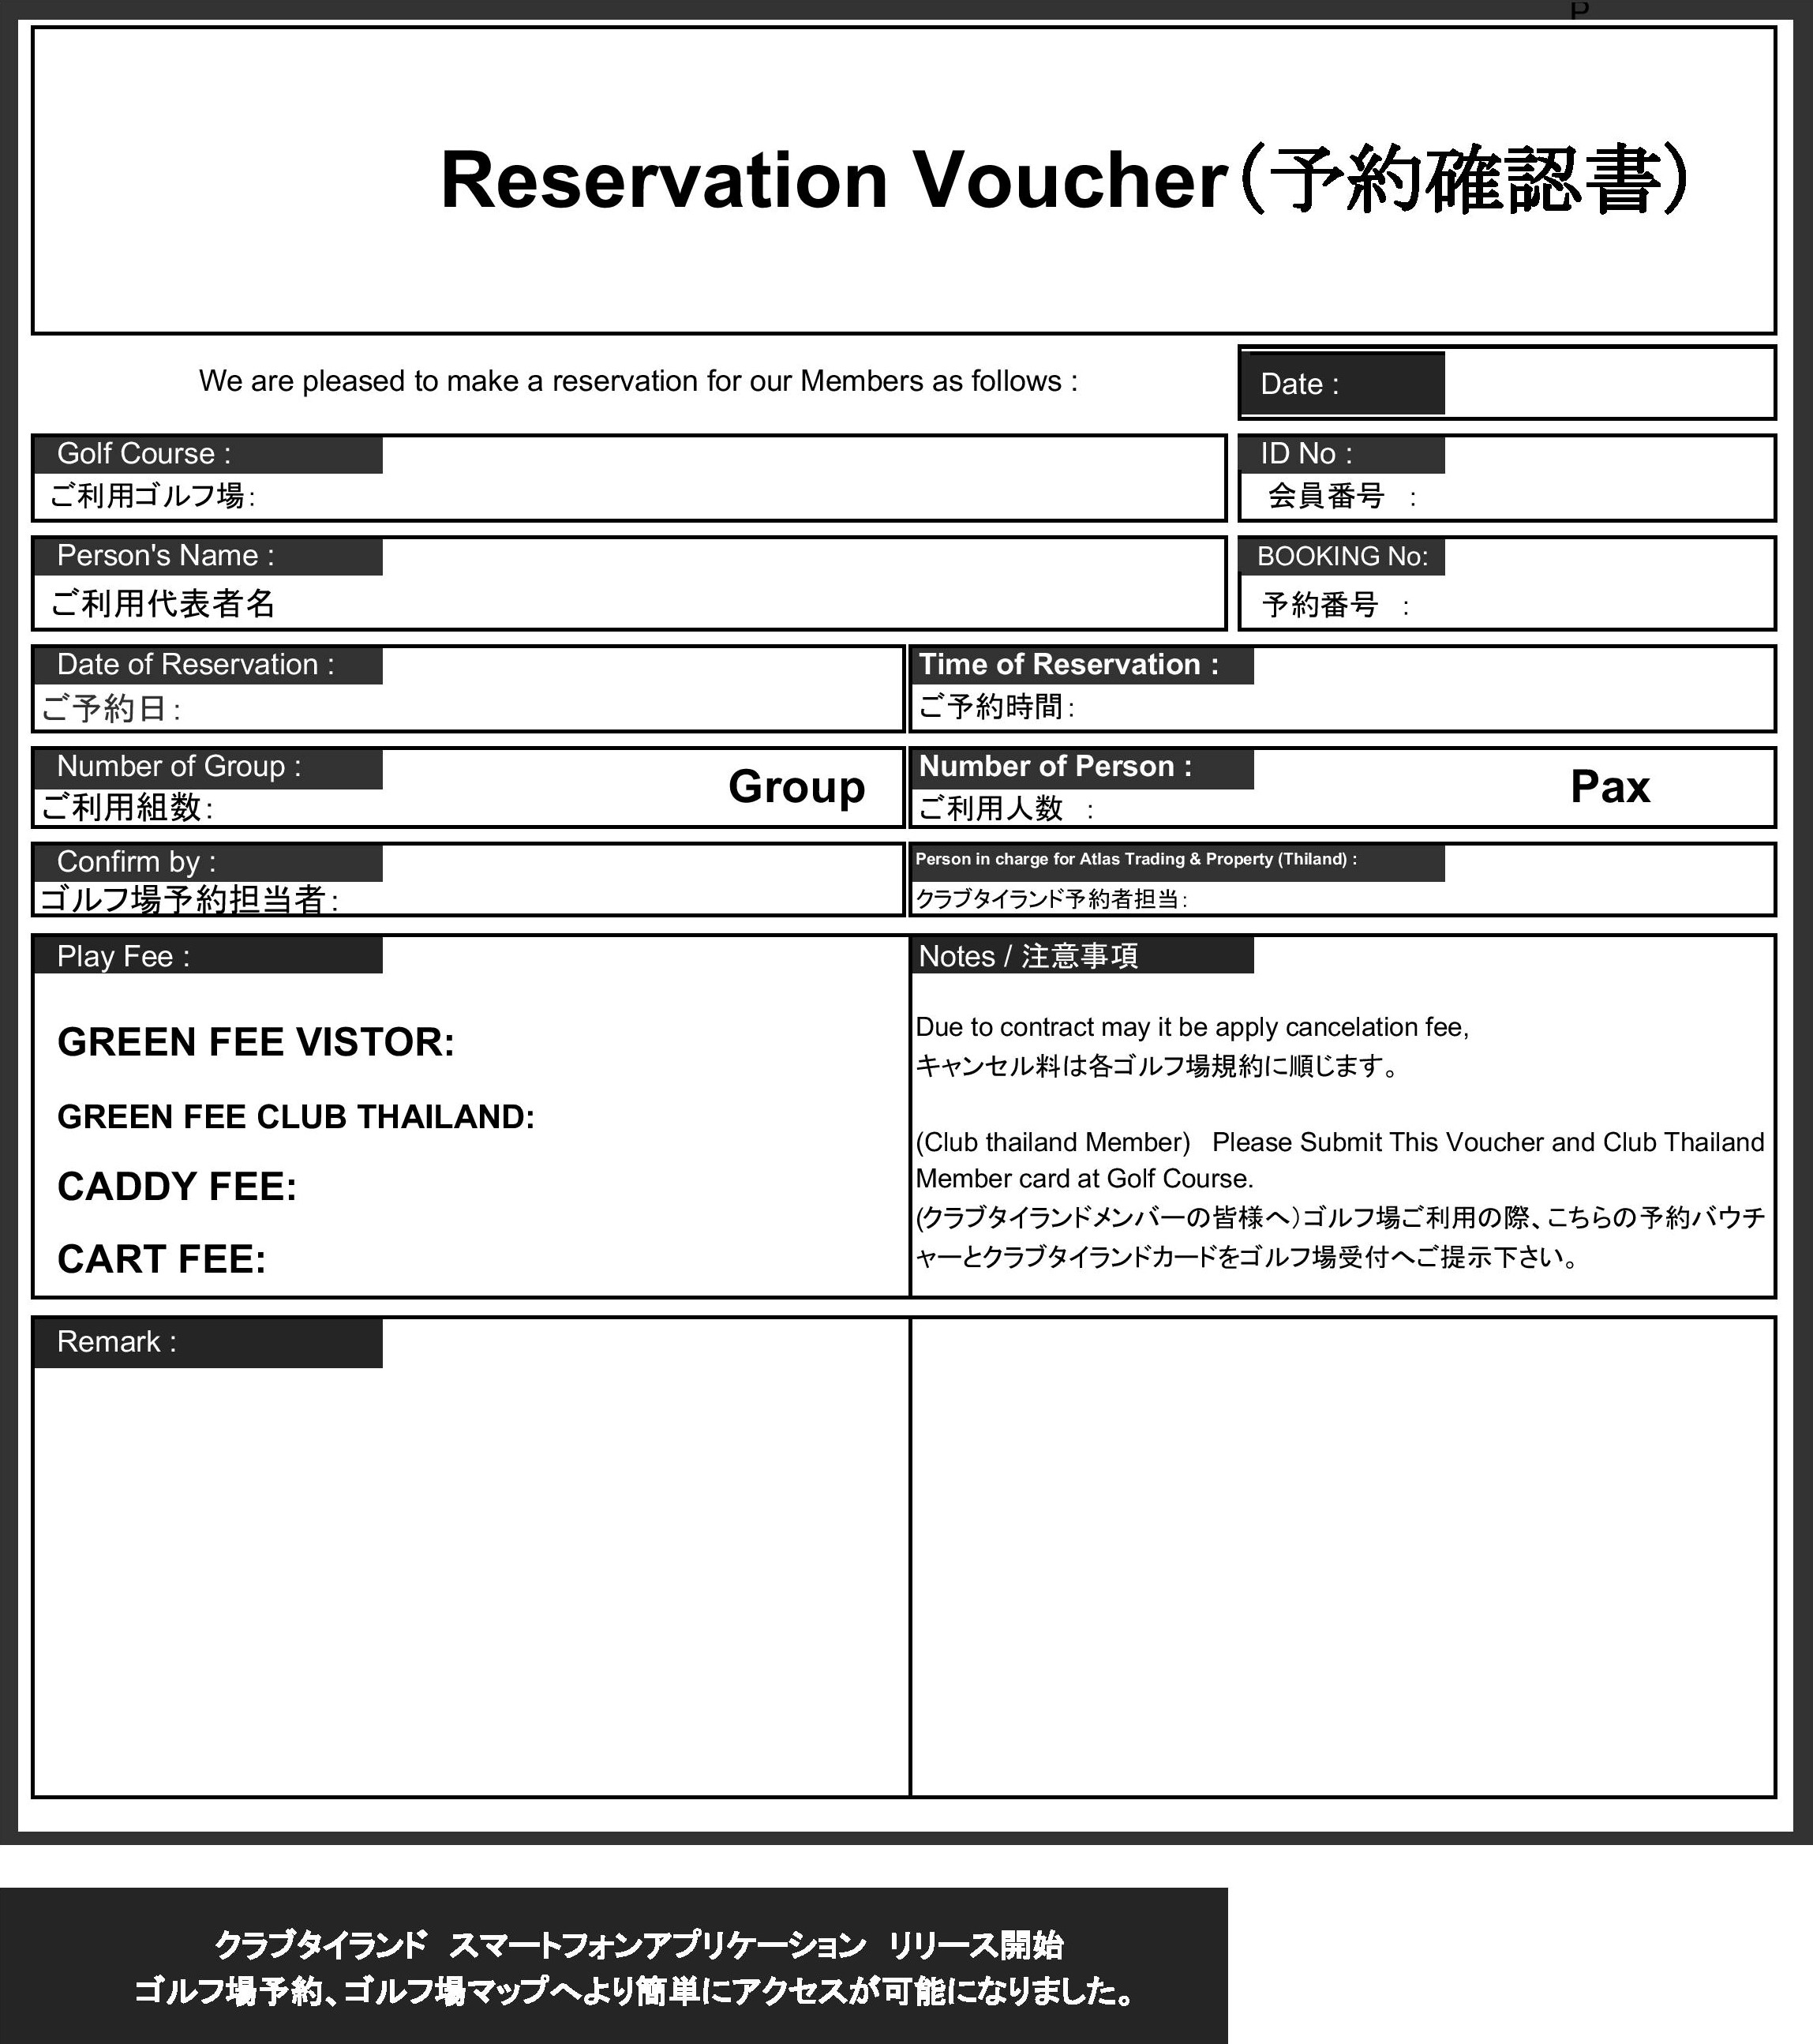 P
Reservation Voucher（予約確認書）
We are pleased to make a reservation for our Members as follows :
Date :
Golf Course :
ご利用ゴルフ場：
ID No :
会員番号　：
Person's Name :
ご利用代表者名
BOOKING No:
予約番号　：
Date of Reservation :
ご予約日：
Time of Reservation :
ご予約時間：
Number of Group :
ご利用組数：
Group
Number of Person :
ご利用人数　：
Pax
Confirm by :
ゴルフ場予約担当者：
Person in charge for Atlas Trading & Property (Thiland) :
クラブタイランド予約者担当：
Play Fee :
GREEN FEE VISTOR:
GREEN FEE CLUB THAILAND:
CADDY FEE:
CART FEE:
Notes / 注意事項
Due to contract may it be apply cancelation fee,
キャンセル料は各ゴルフ場規約に順じます。
(Club thailand Member)   Please Submit This Voucher and Club Thailand
Member card at Golf Course.
(クラブタイランドメンバーの皆様へ）ゴルフ場ご利用の際、こちらの予約バウチ
ャーとクラブタイランドカードをゴルフ場受付へご提示下さい。
Remark :
クラブタイランド　スマートフォンアプリケーション　リリース開始
ゴルフ場予約、ゴルフ場マップへより簡単にアクセスが可能になりました。